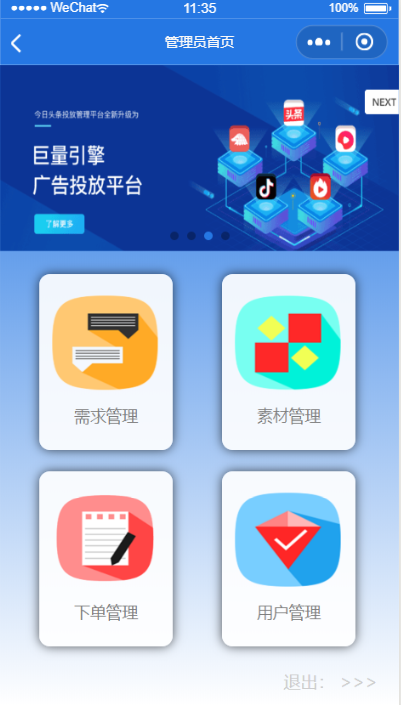 WeChat
11:35
100%
管理员首页
今日头条投放管理平台全新升级为
巨量引擎
广告投放平台
了解更多
头条
NEXT
需求管理
素材管理
下单管理
用户管理
退出： >>>